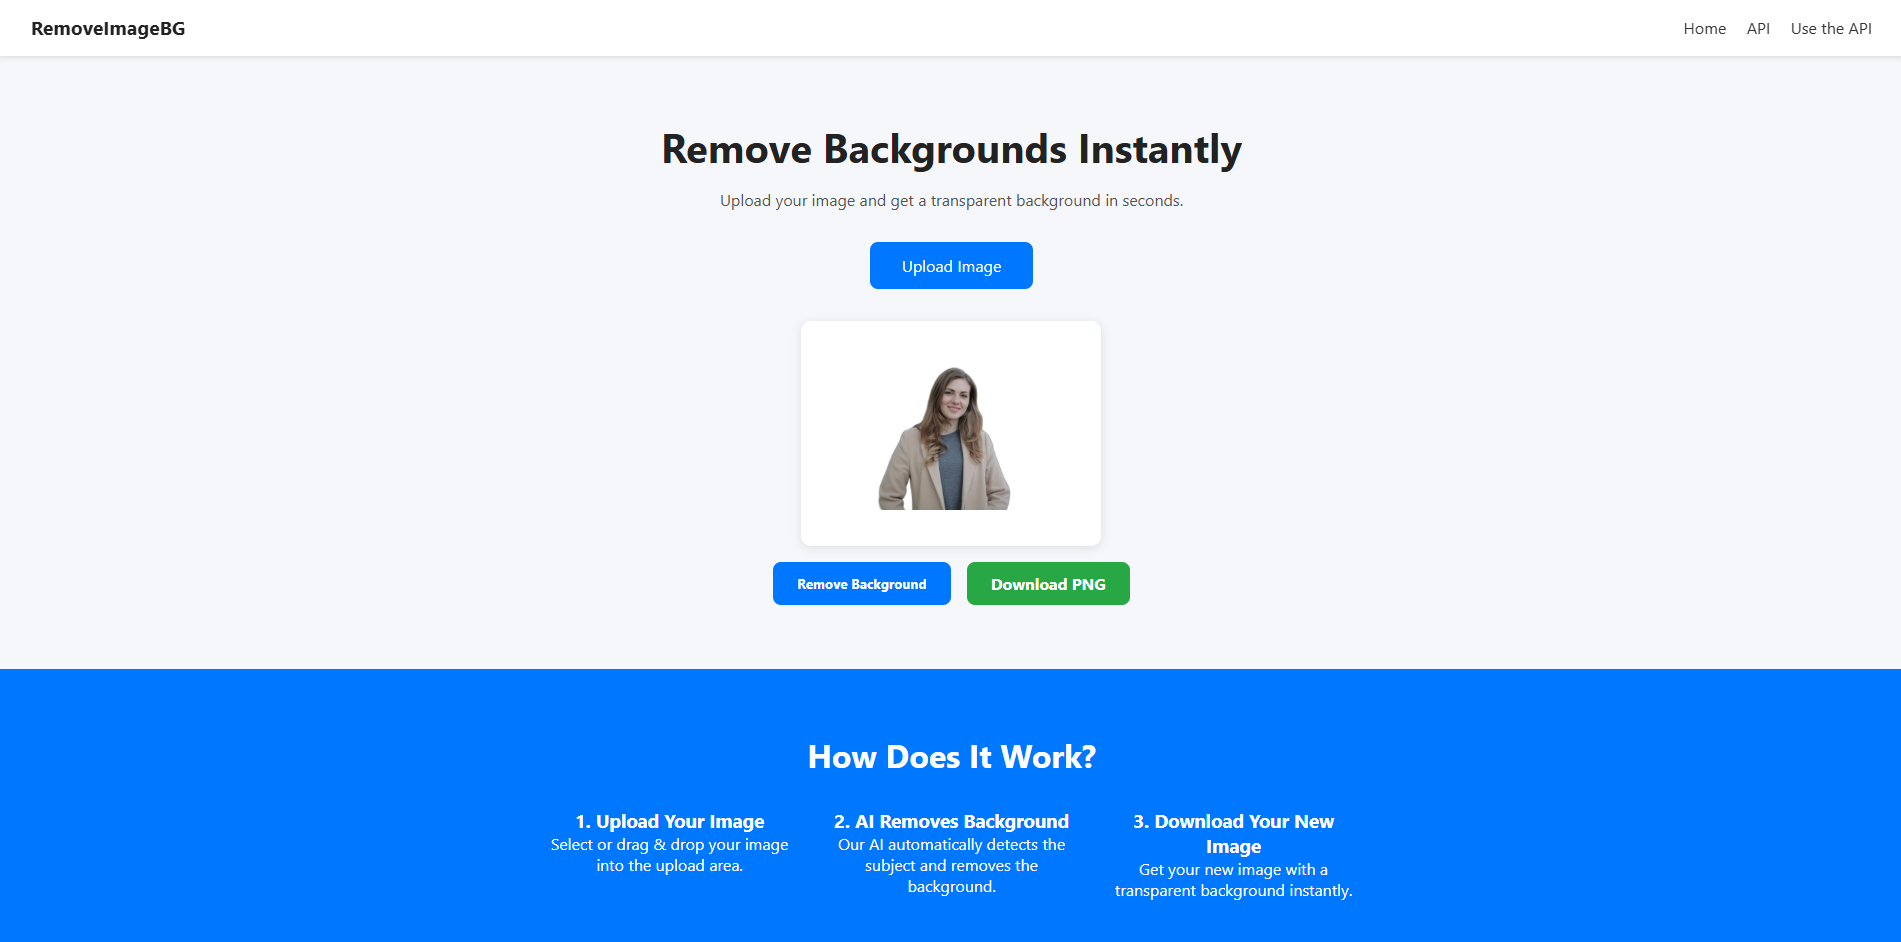 RemoveImageBG
Home API Use the API
Remove Backgrounds Instantly
Upload your image and get a transparent background in seconds.
Upload Image
Remove Background
Download PNG
How Does It Work?
1. Upload Your Image
Select or drag & drop your image
into the upload area.
2. AI Removes Background
Our AI automatically detects the
subject and removes the
background.
3. Download Your New
Image
Get your new image with a
transparent background instantly.